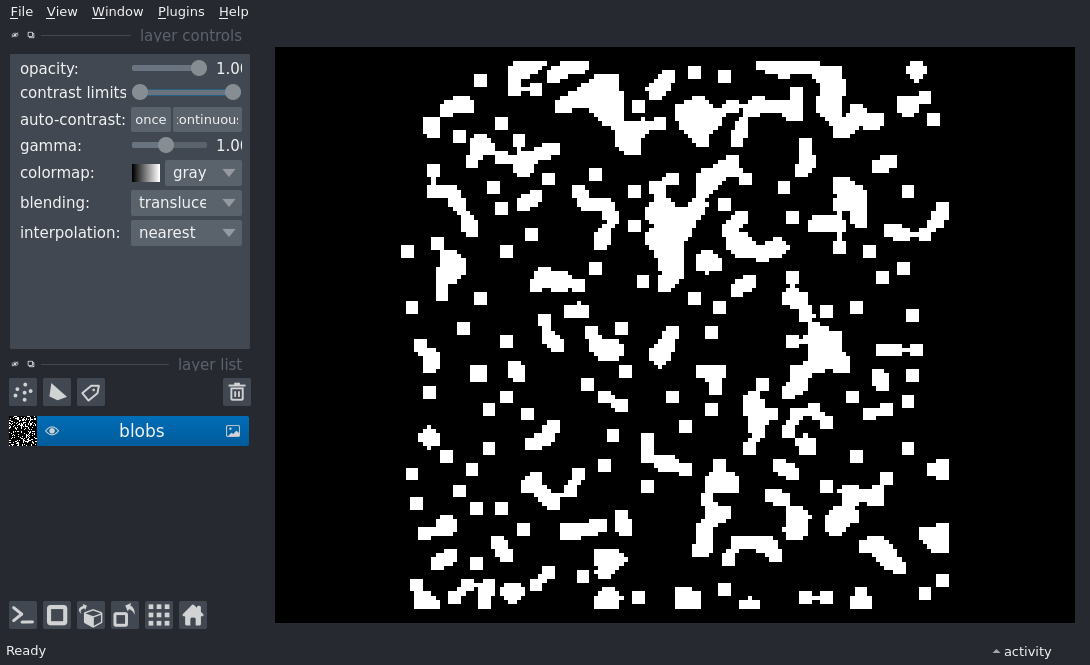 File View Window Plugins Help
layer controls
opacity: 1.00
contrast limits
auto-contrast: once continuous
gamma: 1.00
colormap: gray
blending: transluce
interpolation: nearest
layer list
blobs
Ready
activity